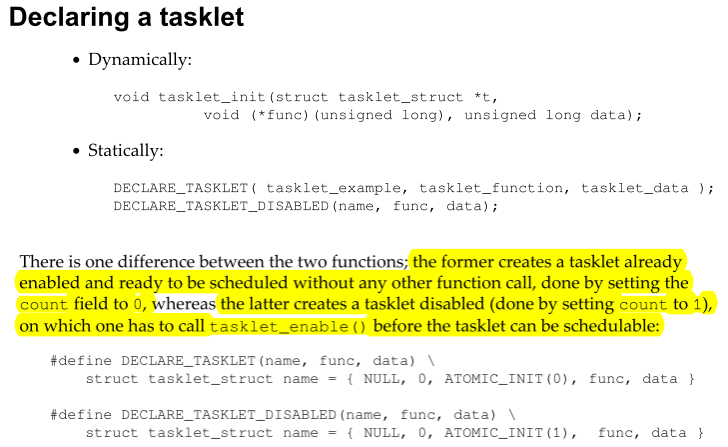 Declaring a tasklet
• Dynamically:
void tasklet_init(struct tasklet_struct *t,
void (*func)(unsigned long), unsigned long data);
• Statically:
DECLARE_TASKLET( tasklet_example, tasklet_function, tasklet_data );
DECLARE_TASKLET_DISABLED(name, func, data);
There is one difference between the two functions; the former creates a tasklet already
enabled and ready to be scheduled without any other function call, done by setting the
count field to 0, whereas the latter creates a tasklet disabled (done by setting count to 1),
on which one has to call tasklet_enable() before the tasklet can be schedulable:
#define DECLARE_TASKLET(name, func, data) \
struct tasklet_struct name = { NULL, 0, ATOMIC_INIT(0), func, data }
#define DECLARE_TASKLET_DISABLED(name, func, data) \
struct tasklet_struct name = { NULL, 0, ATOMIC_INIT(1), func, data }